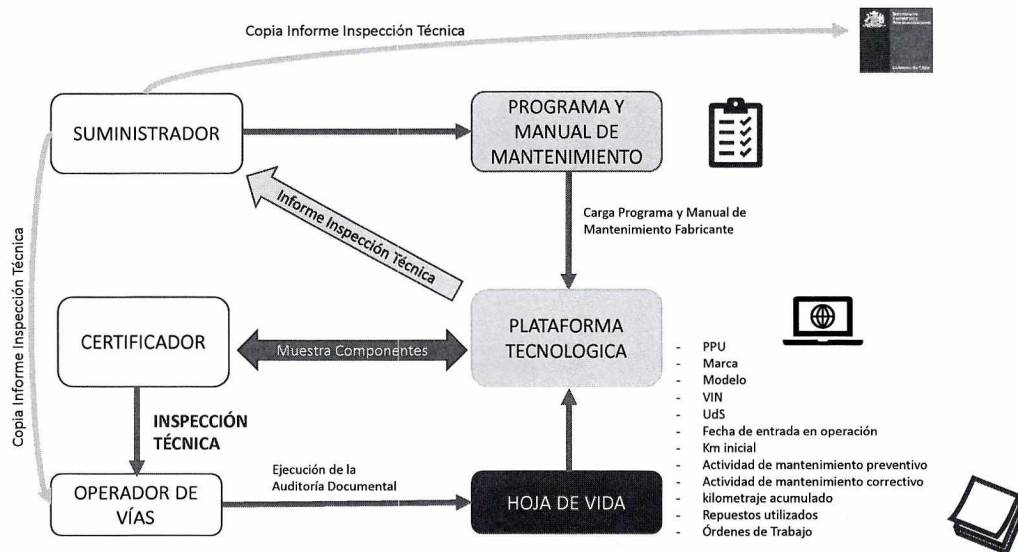 Copia Informe Inspección Técnica
SUMINISTRADOR
PROGRAMA Y
MANUAL DE
MANTENIMIENTO
Informe Inspección Técnica
Carga Programa y Manual de
Mantenimiento Fabricante
Copia Informe Inspección Técnica
CERTIFICADOR
Muestra Componentes
PLATAFORMA
TECNOLOGICA
INSPECCIÓN
TÉCNICA
OPERADOR DE
VÍAS
Ejecución de la
Auditoría Documental
HOJA DE VIDA
- PPU
- Marca
- Modelo
- VIN
- UdS
- Fecha de entrada en operación
- Km inicial
- Actividad de mantenimiento preventivo
- Actividad de mantenimiento correctivo
- kilometraje acumulado
- Repuestos utilizados
- Órdenes de Trabajo